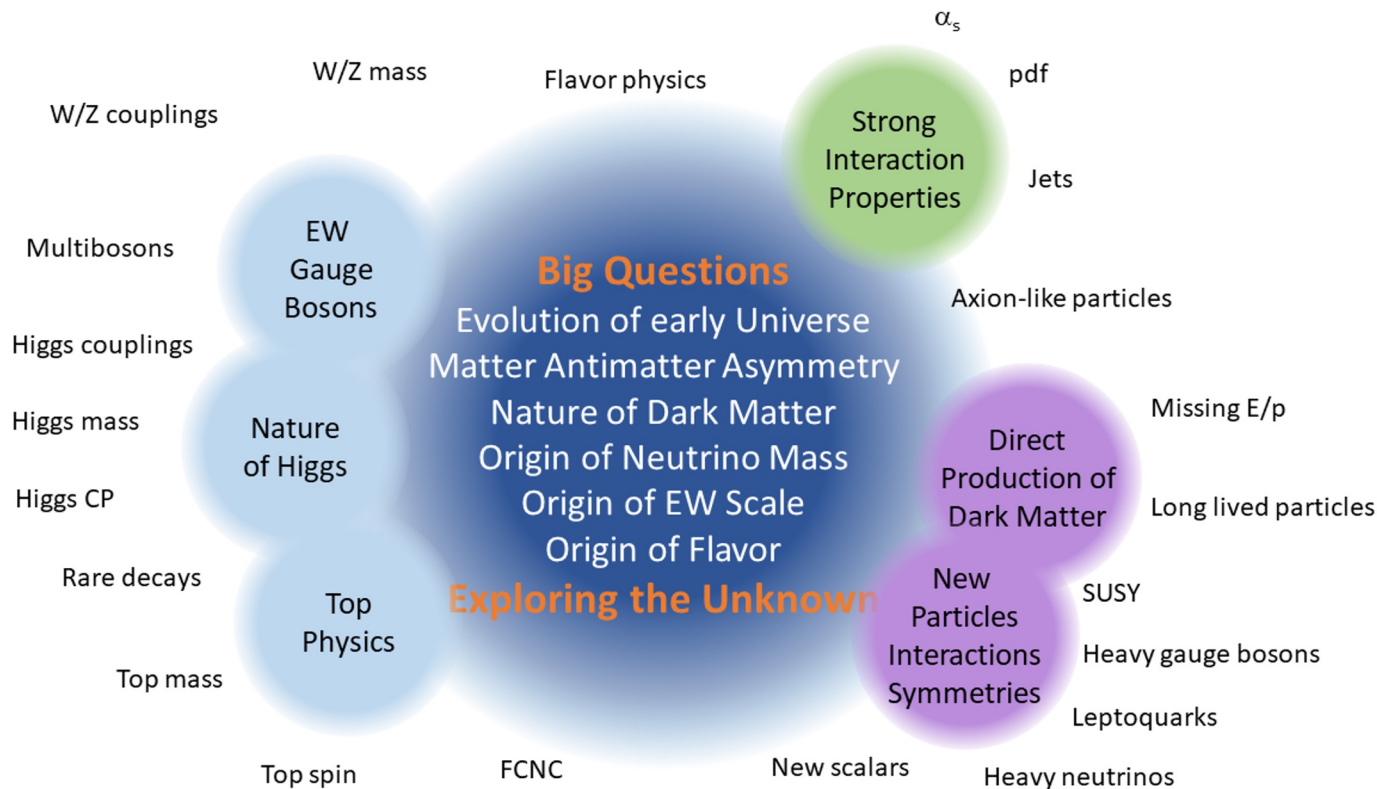 αs
W/Z mass
Flavor physics
pdf
W/Z couplings
Strong
Interaction
Properties
Jets
EW
Gauge
Bosons
Multibosons
Big Questions
Evolution of early Universe
Matter Antimatter Asymmetry
Nature of Dark Matter
Origin of Neutrino Mass
Origin of EW Scale
Origin of Flavor
Exploring the Unknown
Axion-like particles
Higgs couplings
Higgs mass
Nature
of Higgs
Higgs CP
Missing E/p
Direct
Production of
Dark Matter
Long lived particles
Rare decays
Top
Physics
New
Particles
Interactions
Symmetries
SUSY
Heavy gauge bosons
Leptoquarks
Top mass
Top spin
FCNC
New scalars
Heavy neutrinos